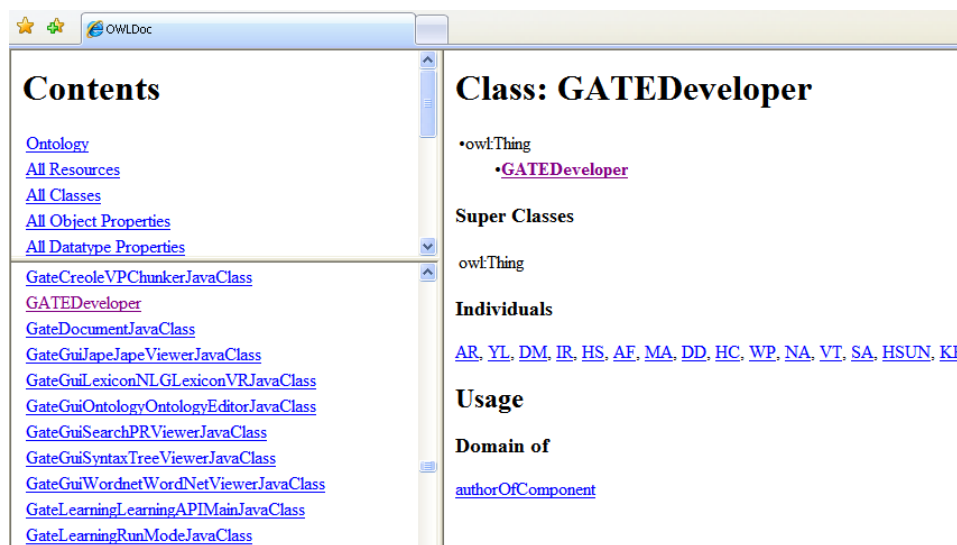 OWLDoc
Contents
Ontology
All Resources
All Classes
All Object Properties
All Datatype Properties
GateCreoleVPChunkerJavaClass
GATEDeveloper
GateDocumentJavaClass
GateGuiJapeJapeViewerJavaClass
GateGuiLexiconNLGLexiconVRJavaClass
GateGuiOntologyOntologyEditorJavaClass
GateGuiSearchPRViewerJavaClass
GateGuiSyntaxTreeViewerJavaClass
GateGuiWordnetWordNetViewerJavaClass
GateLearningLearningAPIMainJavaClass
GateLearningRunModeJavaClass
Class: GATEDeveloper
•owl:Thing
•GATEDeveloper
Super Classes
owl:Thing
Individuals
AR, YL, DM, IR, HS, AF, MA, DD, HC, WP, NA, VT, SA, HSUN,
Usage
Domain of
authorOfComponent